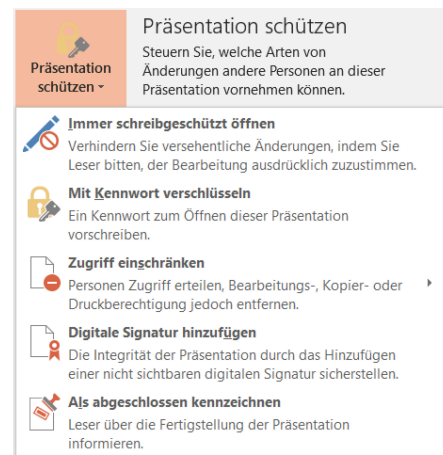 Präsentation schützen
Steuern Sie, welche Arten von
Änderungen andere Personen an dieser
Präsentation vornehmen können.
Präsentation
schützen
Immer schreibgeschützt öffnen
Verhindern Sie versehentliche Änderungen, indem Sie
Leser bitten, der Bearbeitung ausdrücklich zuzustimmen.
Mit Kennwort verschlüsseln
Ein Kennwort zum Öffnen dieser Präsentation
vorschreiben.
Zugriff einschränken
Personen Zugriff erteilen, Bearbeitungs-, Kopier- oder
Druckberechtigung jedoch entfernen.
Digitale Signatur hinzufügen
Die Integrität der Präsentation durch das Hinzufügen
einer nicht sichtbaren digitalen Signatur sicherstellen.
Als abgeschlossen kennzeichnen
Leser über die Fertigstellung der Präsentation
informieren.